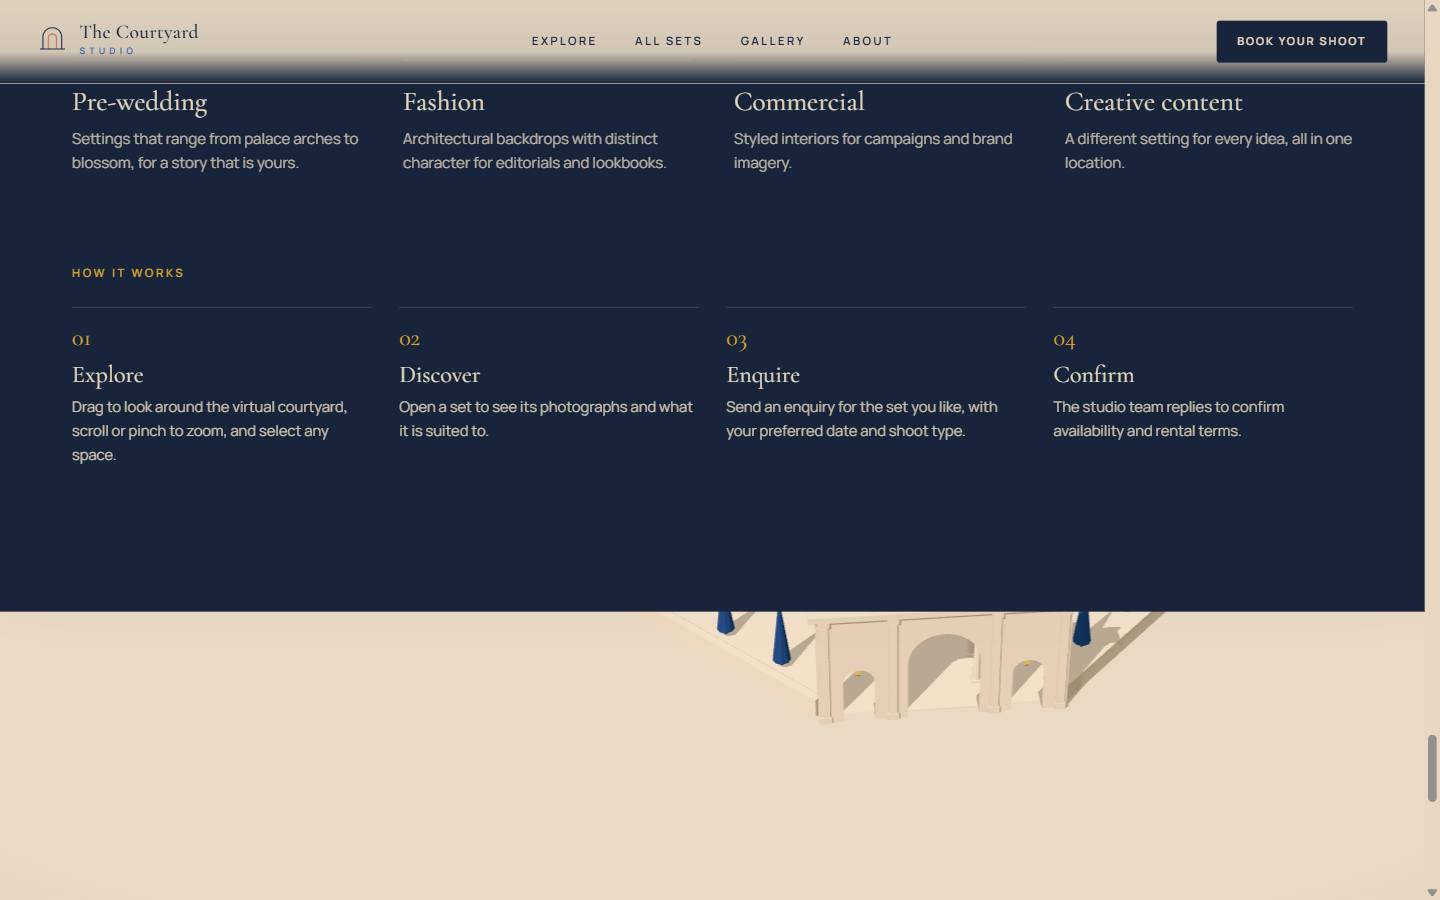 The Courtyard
STUDIO
EXPLORE
ALL SETS
GALLERY
ABOUT
BOOK YOUR SHOOT
Pre-wedding
Settings that range from palace arches to
blossom, for a story that is yours.
Fashion
Architectural backdrops with distinct
character for editorials and lookbooks.
Commercial
Styled interiors for campaigns and brand
imagery.
Creative content
A different setting for every idea, all in one
location.
HOW IT WORKS
01
Explore
Drag to look around the virtual courtyard,
scroll or pinch to zoom, and select any
space.
02
Discover
Open a set to see its photographs and what
it is suited to.
03
Enquire
Send an enquiry for the set you like, with
your preferred date and shoot type.
04
Confirm
The studio team replies to confirm
availability and rental terms.